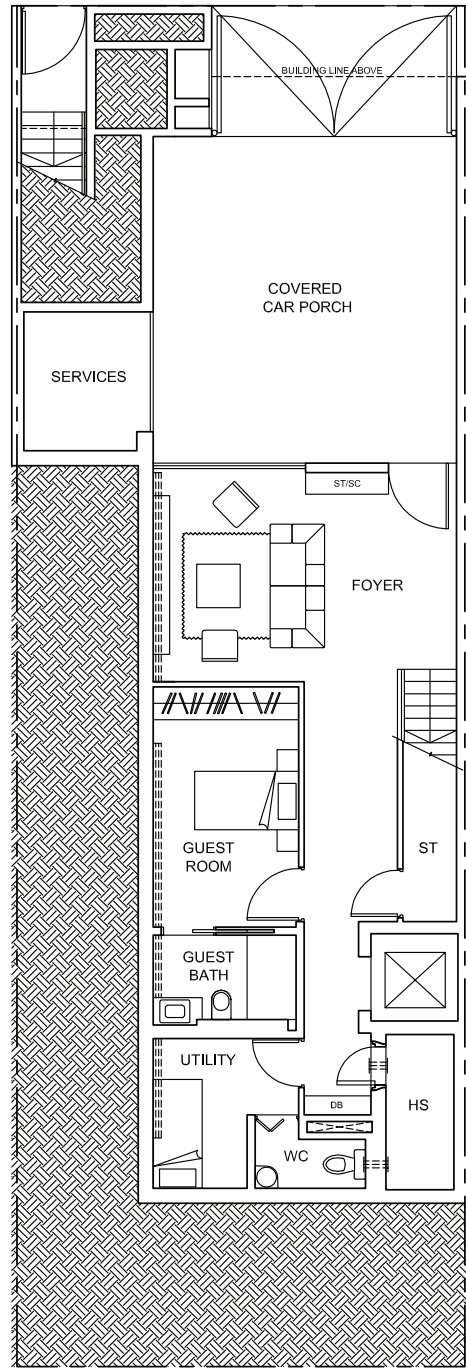 BUILDING LINE ABOVE
COVERED
CAR PORCH
SERVICES
ST/SC
FOYER
GUEST
ROOM
ST
GUEST
BATH
UTILITY
DB
HS
WC